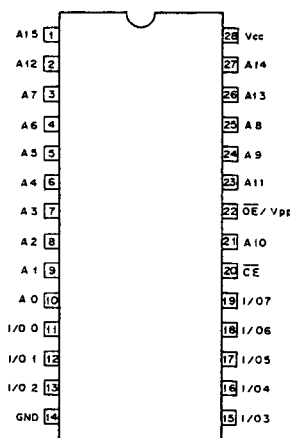 A15 1 28 Vcc
A12 2 27 A14
A7 3 26 A13
A6 4 25 A8
A5 5 24 A9
A4 6 23 A11
A3 7 22 O̅E̅/Vpp
A2 8 21 A10
A1 9 20 C̅E̅
A0 10 19 I/O7
I/O 0 11 18 I/O6
I/O 1 12 17 I/O5
I/O 2 13 16 I/O4
GND 14 15 I/O3